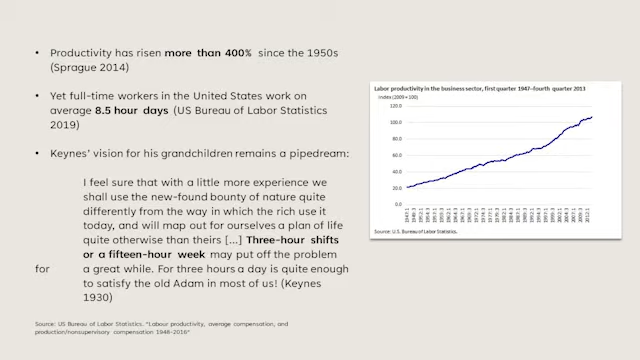 • Productivity has risen more than 400% since the 1950s
(Sprague 2014)
• Yet full-time workers in the United States work on
average 8.5 hour days (US Bureau of Labor Statistics
2019)
• Keynes' vision for his grandchildren remains a pipedream:
I feel sure that with a little more experience we
shall use the new-found bounty of nature quite
differently from the way in which the rich use it
today, and will map out for ourselves a plan of life
quite otherwise than theirs [...] Three-hour shifts
or a fifteen-hour week may put off the problem
for a great while. For three hours a day is quite enough
to satisfy the old Adam in most of us! (Keynes
1930)
Source: US Bureau of Labor Statistics. "Labour productivity, average compensation, and
production/nonsupervisory compensation 1948-2016"
Labor productivity in the business sector, first quarter 1947–fourth quarter 2013
Index (2009 = 100)
120.0
100.0
80.0
60.0
40.0
20.0
0.0
Source: U.S. Bureau of Labor Statistics.